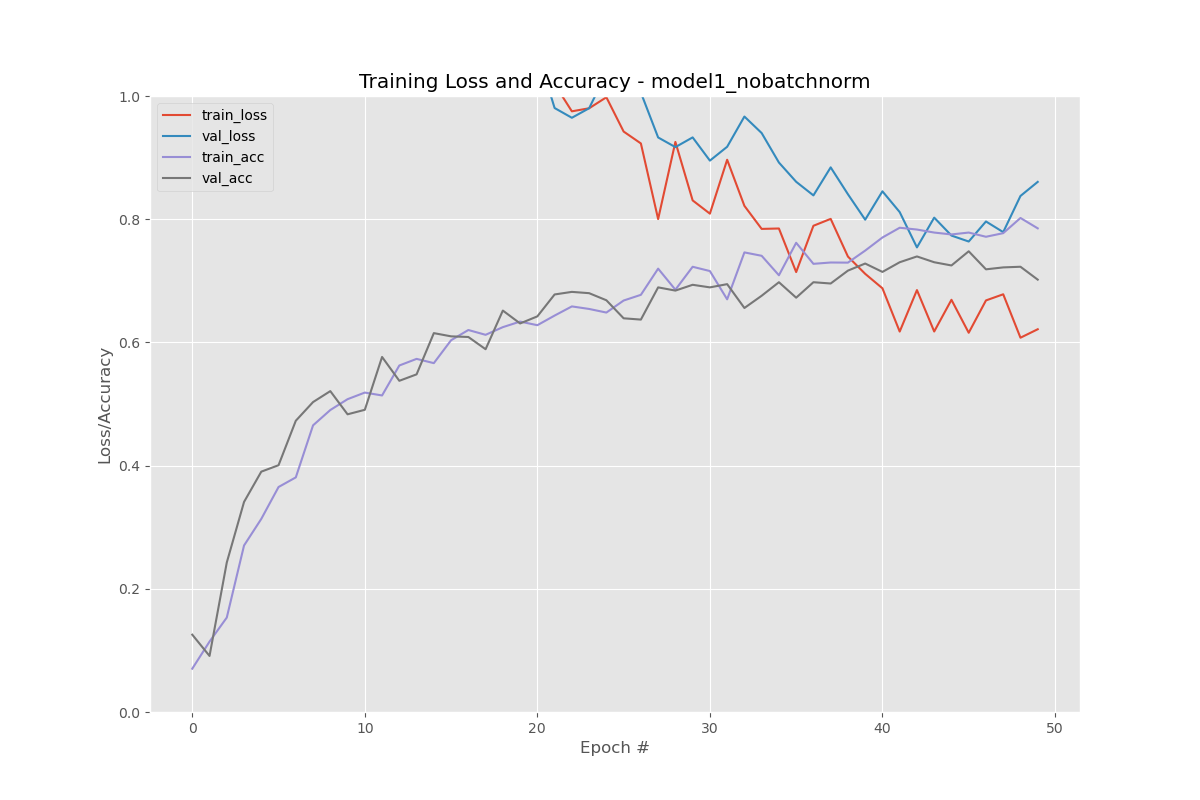 Training Loss and Accuracy - model1_nobatchnorm
1.0
0.8
0.6
0.4
0.2
0.0
Loss/Accuracy
train_loss
val_loss
train_acc
val_acc
0 10 20 30 40 50
Epoch #